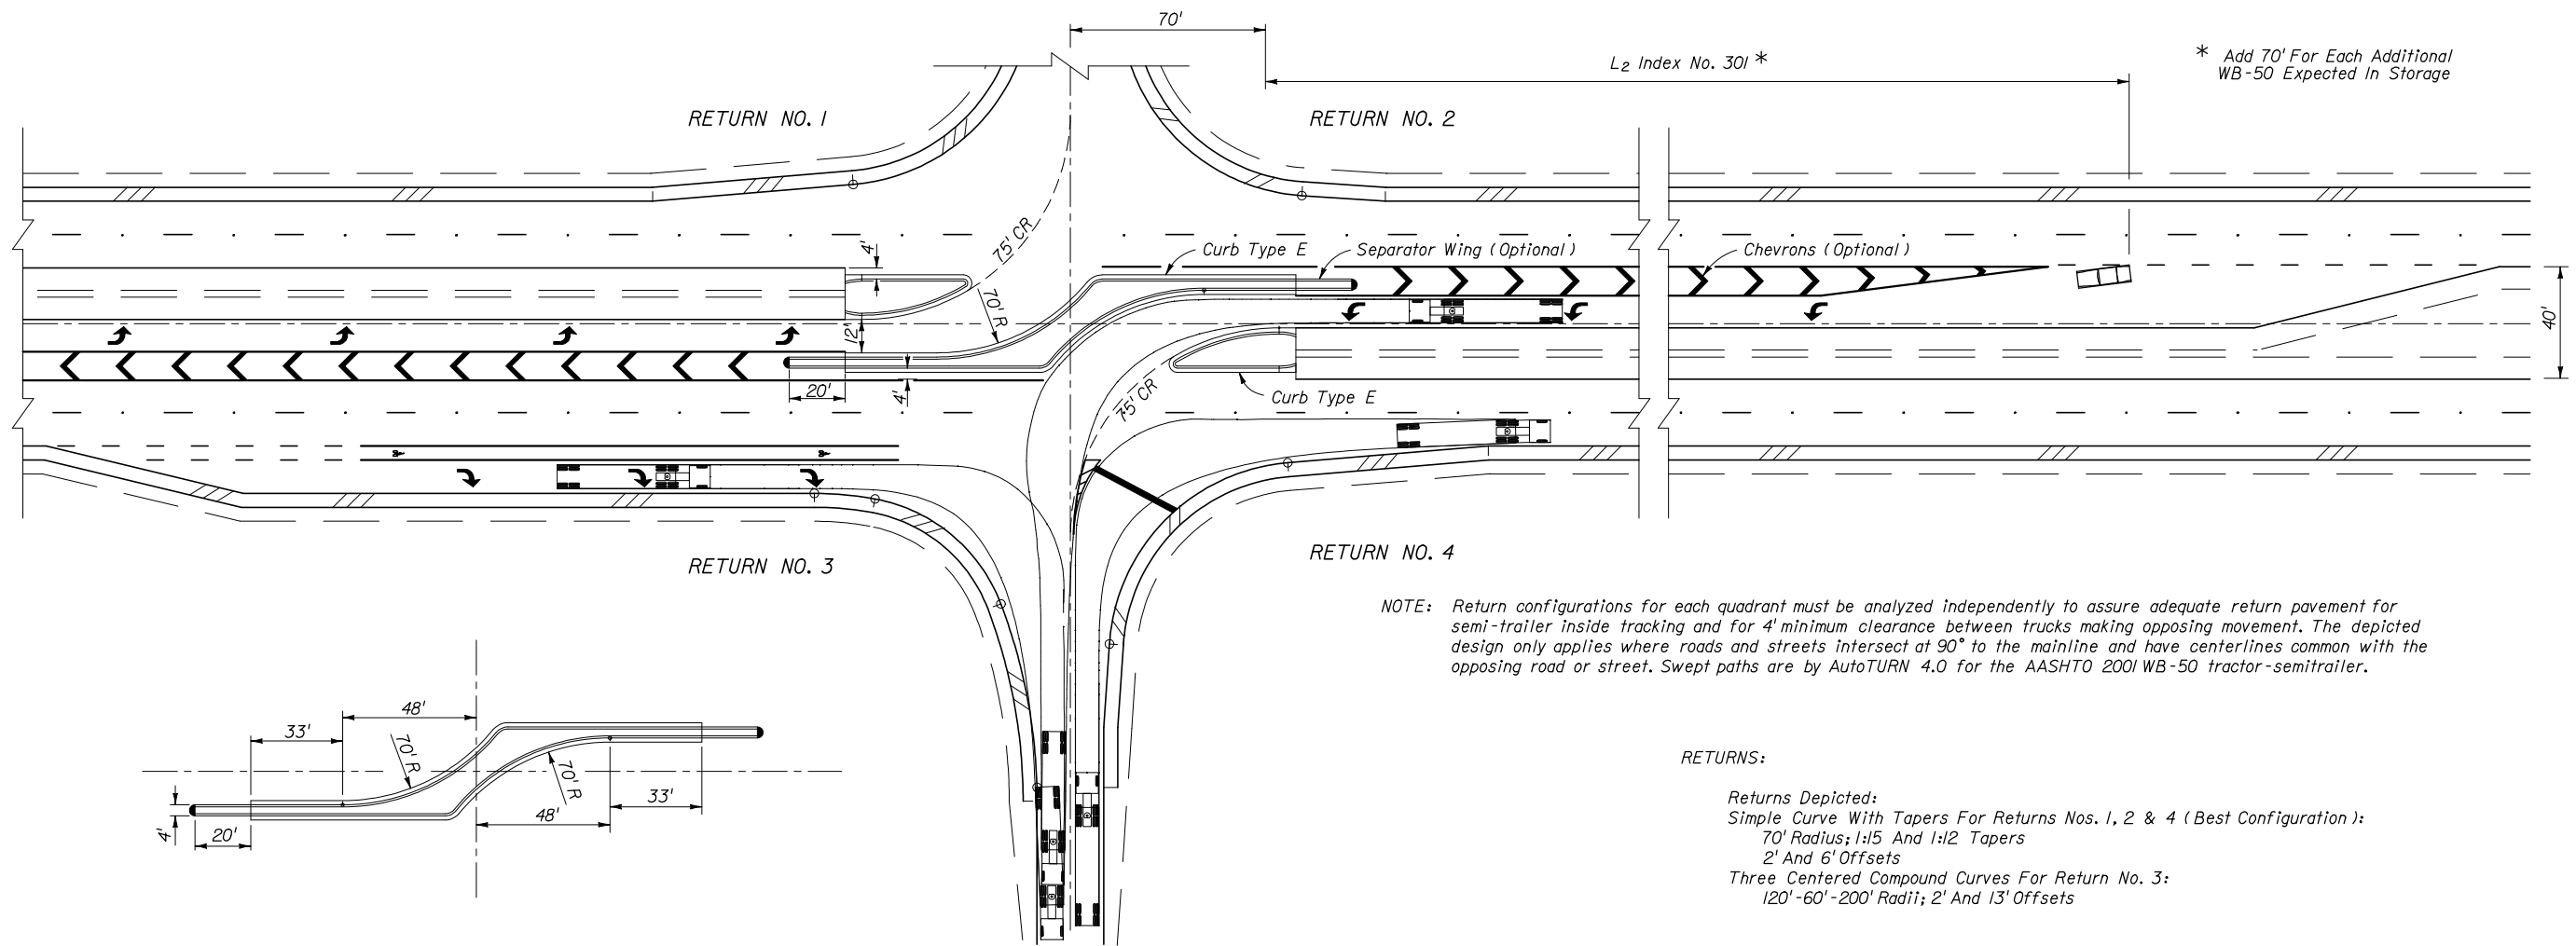 70'
L2 Index No. 301 *
* Add 70' For Each Additional
WB-50 Expected In Storage
RETURN NO. 1
RETURN NO. 2
4'
75' CR
Curb Type E
Separator Wing (Optional)
Chevrons (Optional)
70' R
12'
40'
20'
4'
75' CR
Curb Type E
RETURN NO. 3
RETURN NO. 4
NOTE: Return configurations for each quadrant must be analyzed independently to assure adequate return pavement for
semi-trailer inside tracking and for 4' minimum clearance between trucks making opposing movement. The depicted
design only applies where roads and streets intersect at 90° to the mainline and have centerlines common with the
opposing road or street. Swept paths are by AutoTURN 4.0 for the AASHTO 2001 WB-50 tractor-semitrailer.
48'
33'
70' R
70' R
33'
48'
4'
20'
RETURNS:
Returns Depicted:
Simple Curve With Tapers For Returns Nos. 1, 2 & 4 (Best Configuration):
70' Radius; 1:15 And 1:12 Tapers
2' And 6' Offsets
Three Centered Compound Curves For Return No. 3:
120'-60'-200' Radii; 2' And 13' Offsets